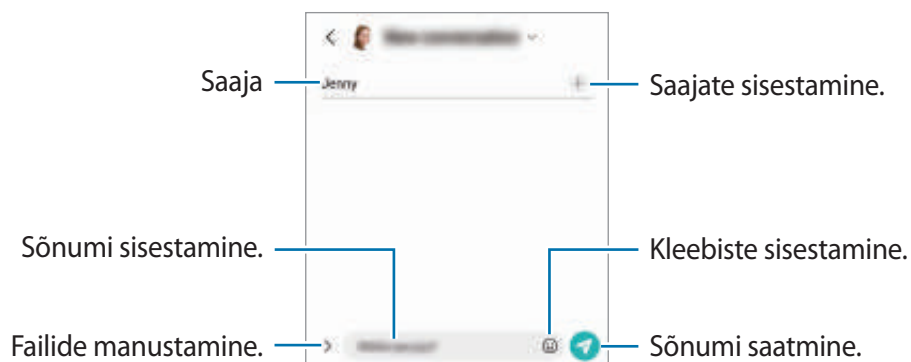 Saaja
Jenny
Saajate sisestamine.
Sõnumi sisestamine.
Kleebiste sisestamine.
Failide manustamine.
Sõnumi saatmine.